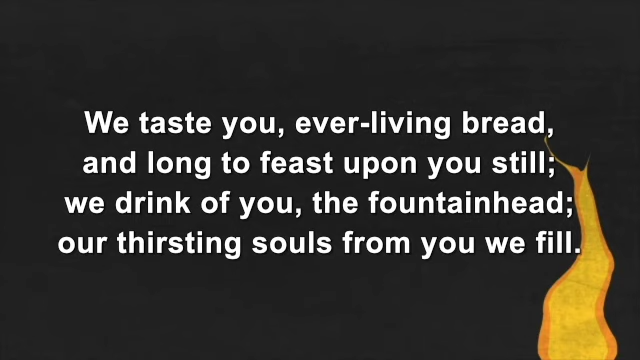 We taste you, ever-living bread,
and long to feast upon you still;
we drink of you, the fountainhead;
our thirsting souls from you we fill.